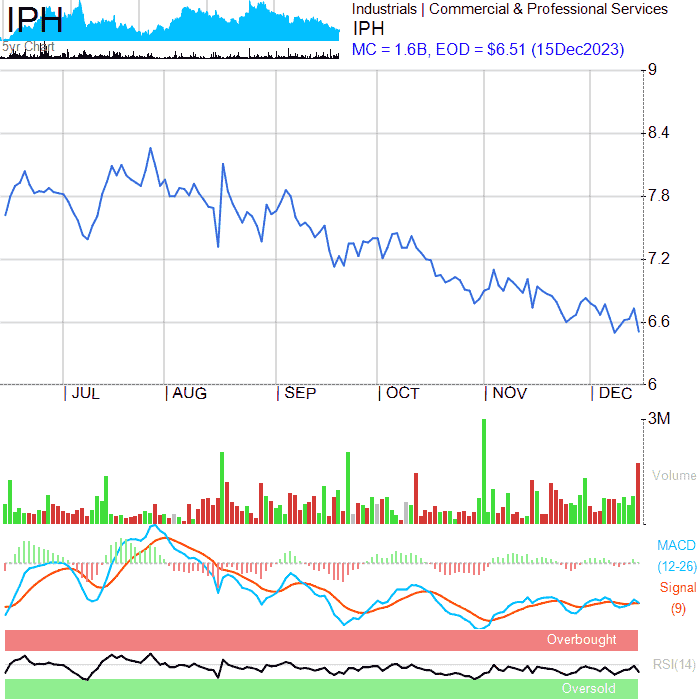 IPH
5yr Chart
Industrials | Commercial & Professional Services
IPH
MC = 1.6B, EOD = $6.51 (15Dec2023)
9
8.4
7.8
7.2
6.6
6
| JUL | AUG | SEP | OCT | NOV | DEC
3M
Volume
MACD
(12-26)
Signal
(9)
Overbought
RSI(14)
Oversold